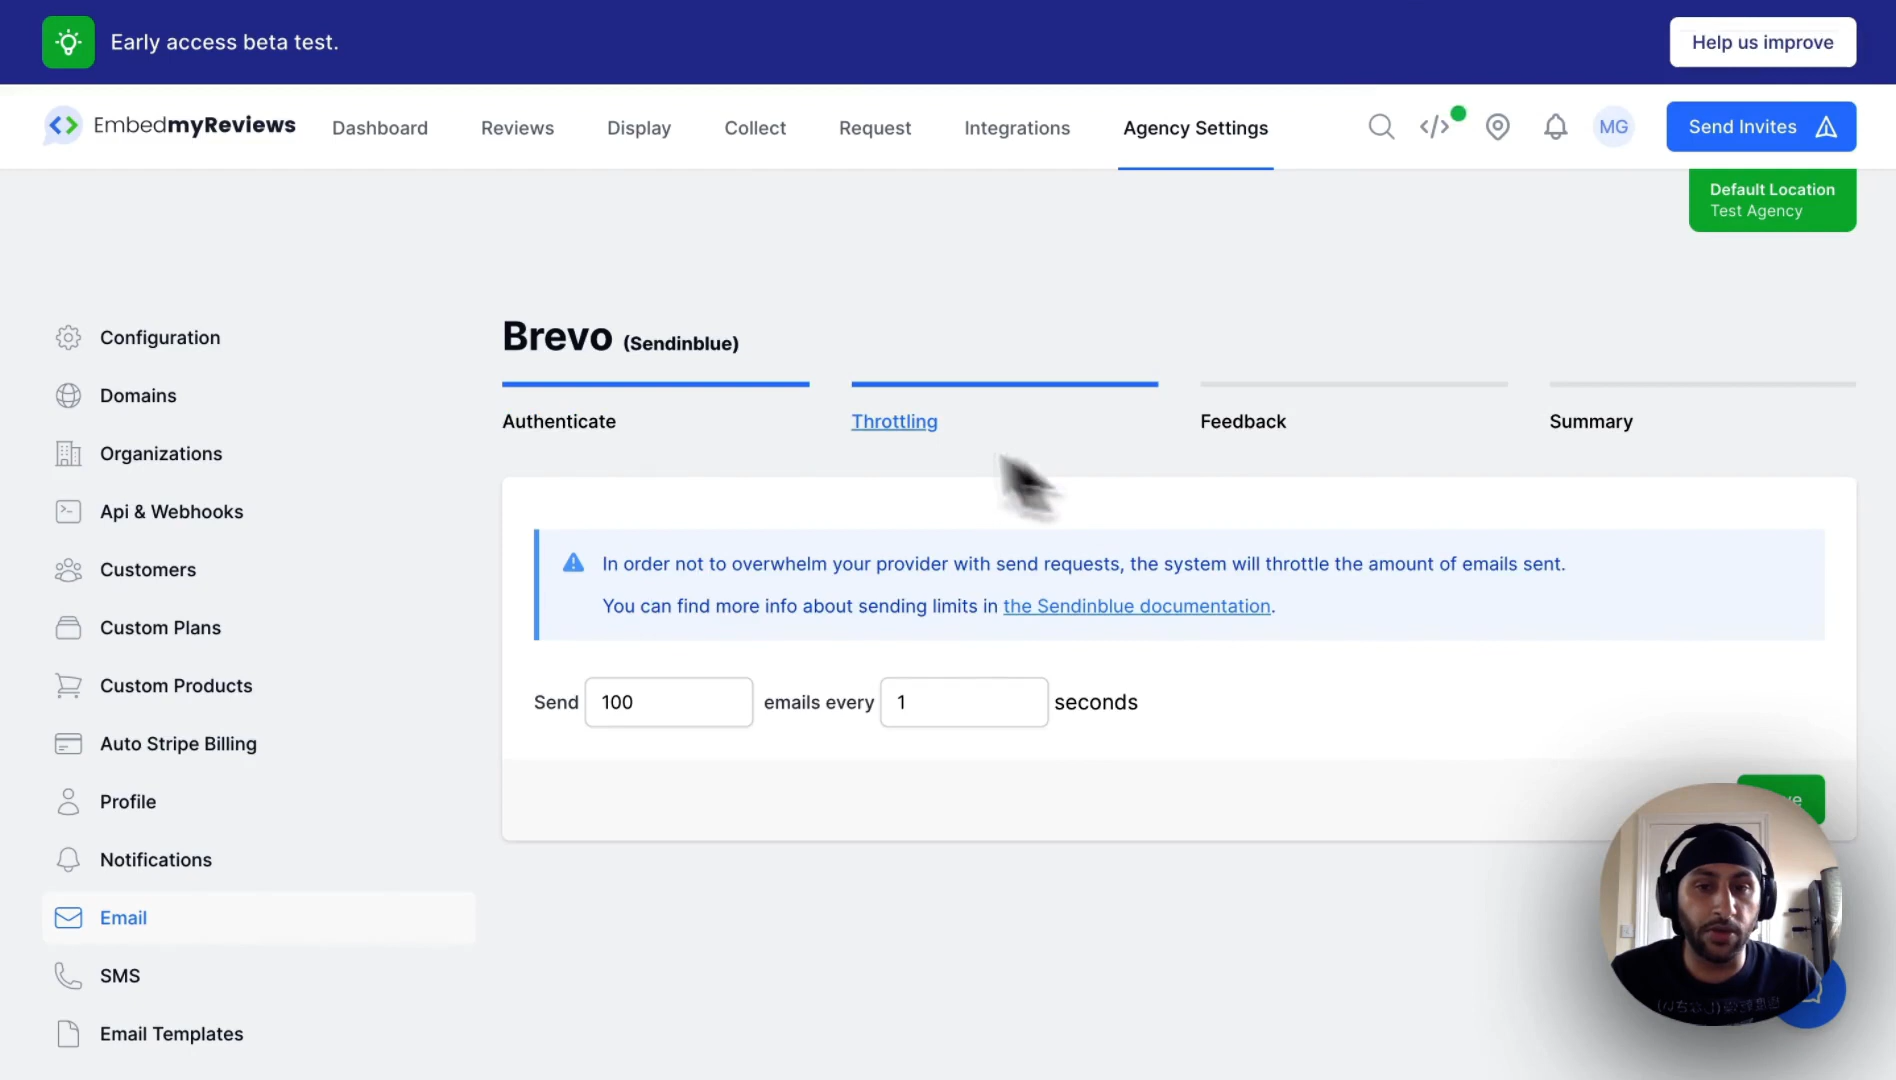 Early access beta test.
Help us improve
EmbedmyReviews
Dashboard
Reviews
Display
Collect
Request
Integrations
Agency Settings
MG
Send Invites
Default Location
Test Agency
Configuration
Domains
Organizations
Api & Webhooks
Customers
Custom Plans
Custom Products
Auto Stripe Billing
Profile
Notifications
Email
SMS
Email Templates
Brevo (Sendinblue)
Authenticate
Throttling
Feedback
Summary
In order not to overwhelm your provider with send requests, the system will throttle the amount of emails sent.
You can find more info about sending limits in the Sendinblue documentation.
Send 100 emails every 1 seconds